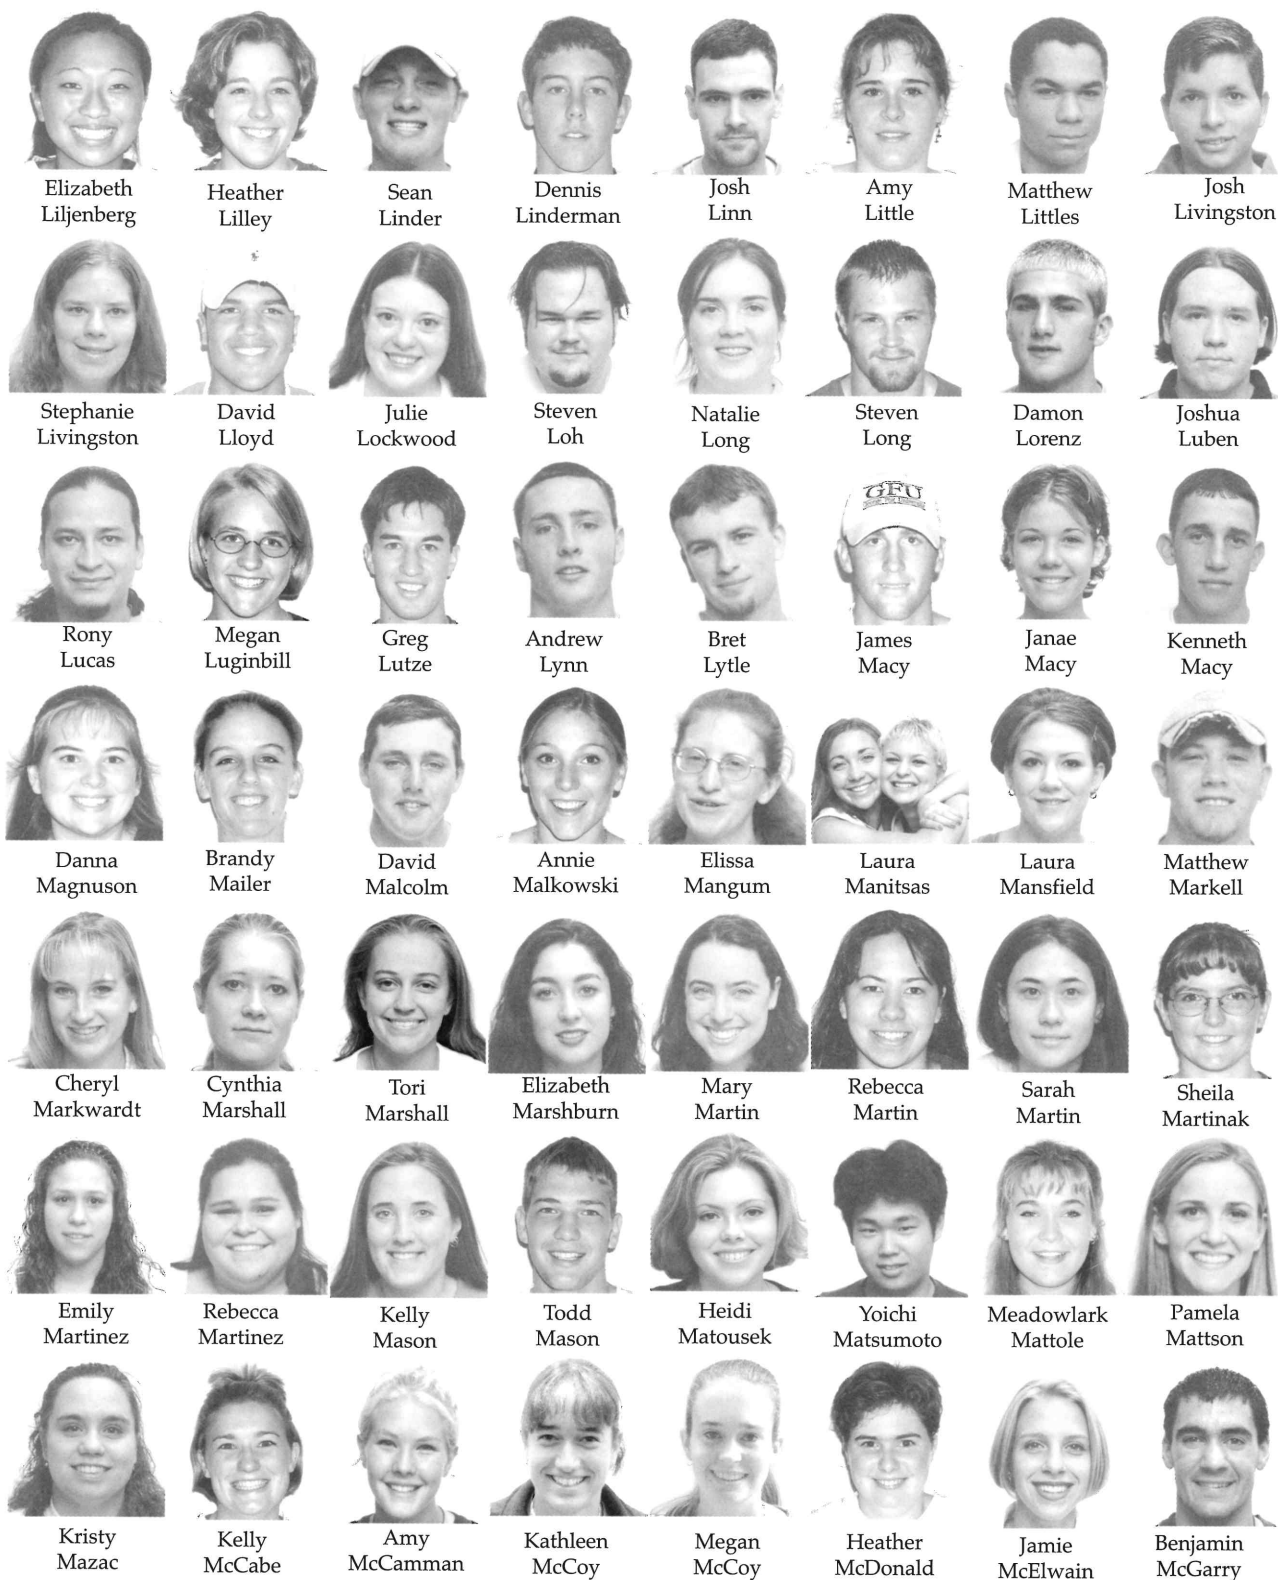 Elizabeth
Liljenberg
Heather
Lilley
Sean
Linder
Dennis
Linderman
Josh
Linn
Amy
Little
Matthew
Littles
Josh
Livingston
Stephanie
Livingston
David
Lloyd
Julie
Lockwood
Steven
Loh
Natalie
Long
Steven
Long
Damon
Lorenz
Joshua
Luben
GFU
Rony
Lucas
Megan
Luginbill
Greg
Lutze
Andrew
Lynn
Bret
Lytle
James
Macy
Janae
Macy
Kenneth
Macy
Danna
Magnuson
Brandy
Mailer
David
Malcolm
Annie
Malkowski
Elissa
Mangum
Laura
Manitsas
Laura
Mansfield
Matthew
Markell
Cheryl
Markwardt
Cynthia
Marshall
Tori
Marshall
Elizabeth
Marshburn
Mary
Martin
Rebecca
Martin
Sarah
Martin
Sheila
Martinak
Emily
Martinez
Rebecca
Martinez
Kelly
Mason
Todd
Mason
Heidi
Matousek
Yoichi
Matsumoto
Meadowlark
Mattole
Pamela
Mattson
Kristy
Mazac
Kelly
McCabe
Amy
McCamman
Kathleen
McCoy
Megan
McCoy
Heather
McDonald
Jamie
McElwain
Benjamin
McGarry